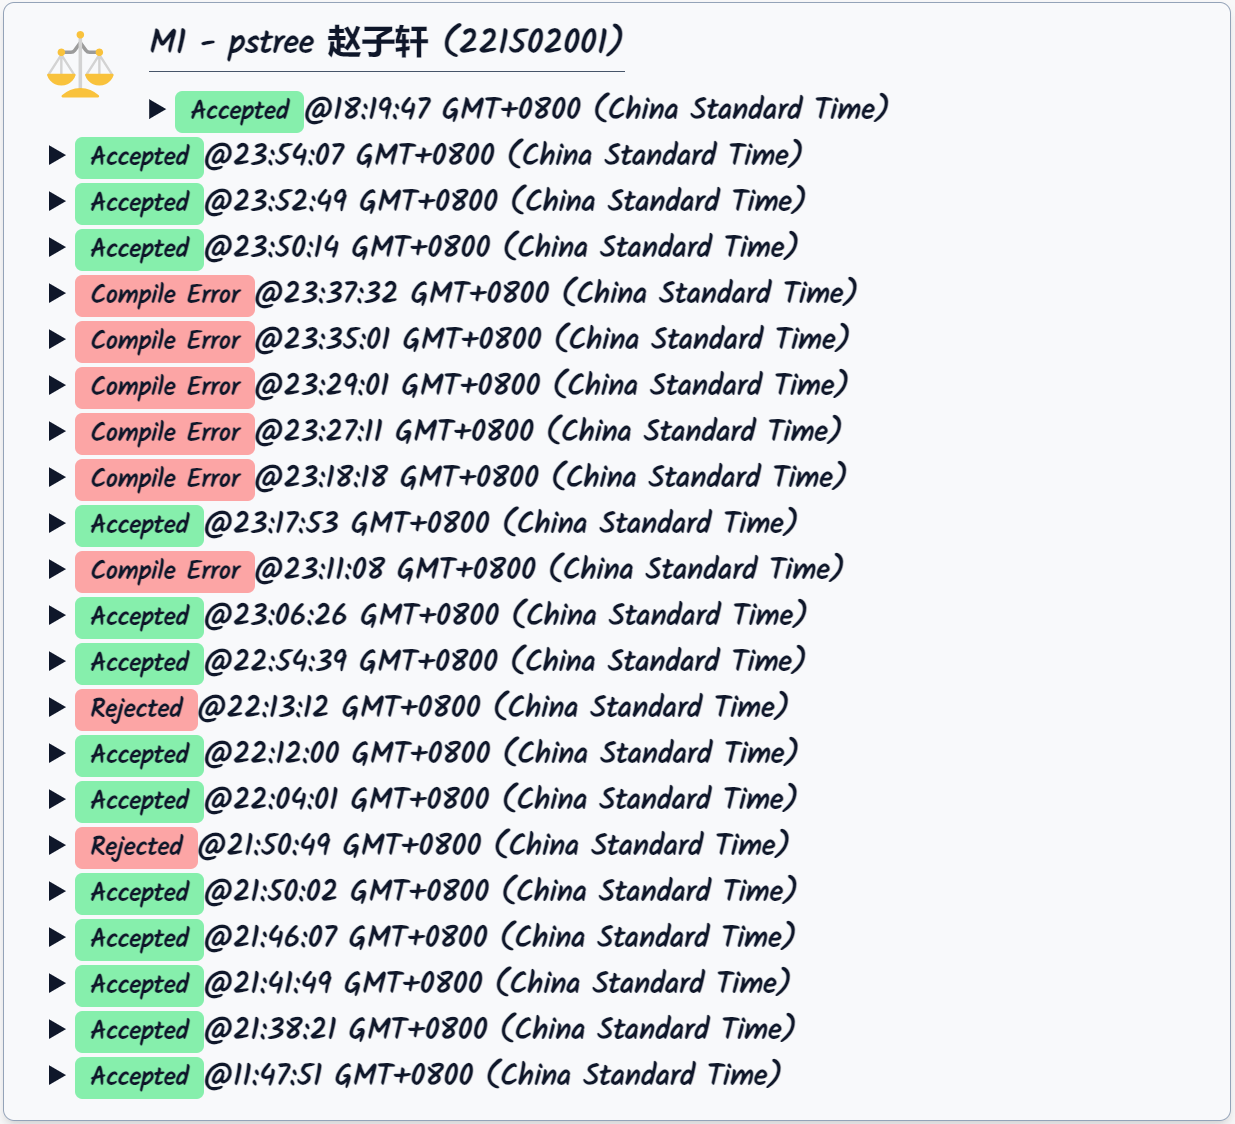 M1 - pstree 赵子轩 (221502001)
Accepted @18:19:47 GMT+0800 (China Standard Time)
Accepted @23:54:07 GMT+0800 (China Standard Time)
Accepted @23:52:49 GMT+0800 (China Standard Time)
Accepted @23:50:14 GMT+0800 (China Standard Time)
Compile Error @23:37:32 GMT+0800 (China Standard Time)
Compile Error @23:35:01 GMT+0800 (China Standard Time)
Compile Error @23:29:01 GMT+0800 (China Standard Time)
Compile Error @23:27:11 GMT+0800 (China Standard Time)
Compile Error @23:18:18 GMT+0800 (China Standard Time)
Accepted @23:17:53 GMT+0800 (China Standard Time)
Compile Error @23:11:08 GMT+0800 (China Standard Time)
Accepted @23:06:26 GMT+0800 (China Standard Time)
Accepted @22:54:39 GMT+0800 (China Standard Time)
Rejected @22:13:12 GMT+0800 (China Standard Time)
Accepted @22:12:00 GMT+0800 (China Standard Time)
Accepted @22:04:01 GMT+0800 (China Standard Time)
Rejected @21:50:49 GMT+0800 (China Standard Time)
Accepted @21:50:02 GMT+0800 (China Standard Time)
Accepted @21:46:07 GMT+0800 (China Standard Time)
Accepted @21:41:49 GMT+0800 (China Standard Time)
Accepted @21:38:21 GMT+0800 (China Standard Time)
Accepted @11:47:51 GMT+0800 (China Standard Time)